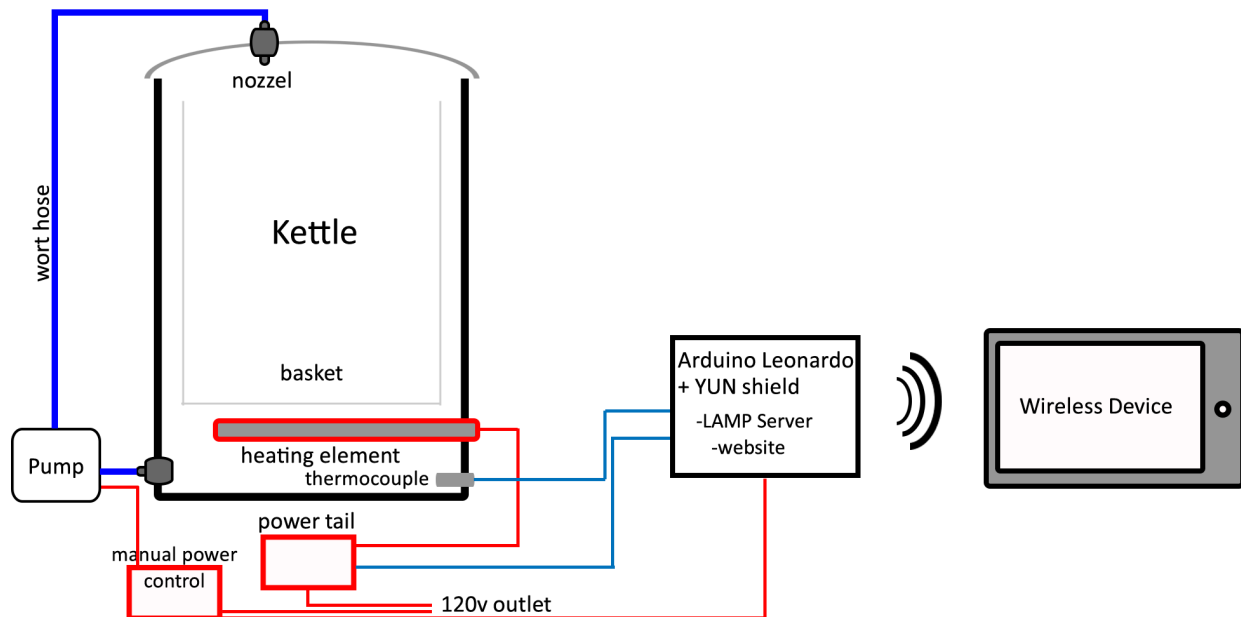 nozzel
wort hose
Kettle
basket
Arduino Leonardo
+ YUN shield
-LAMP Server
-website
Wireless Device
Pump
heating element
thermocouple
power tail
manual power
control
120v outlet